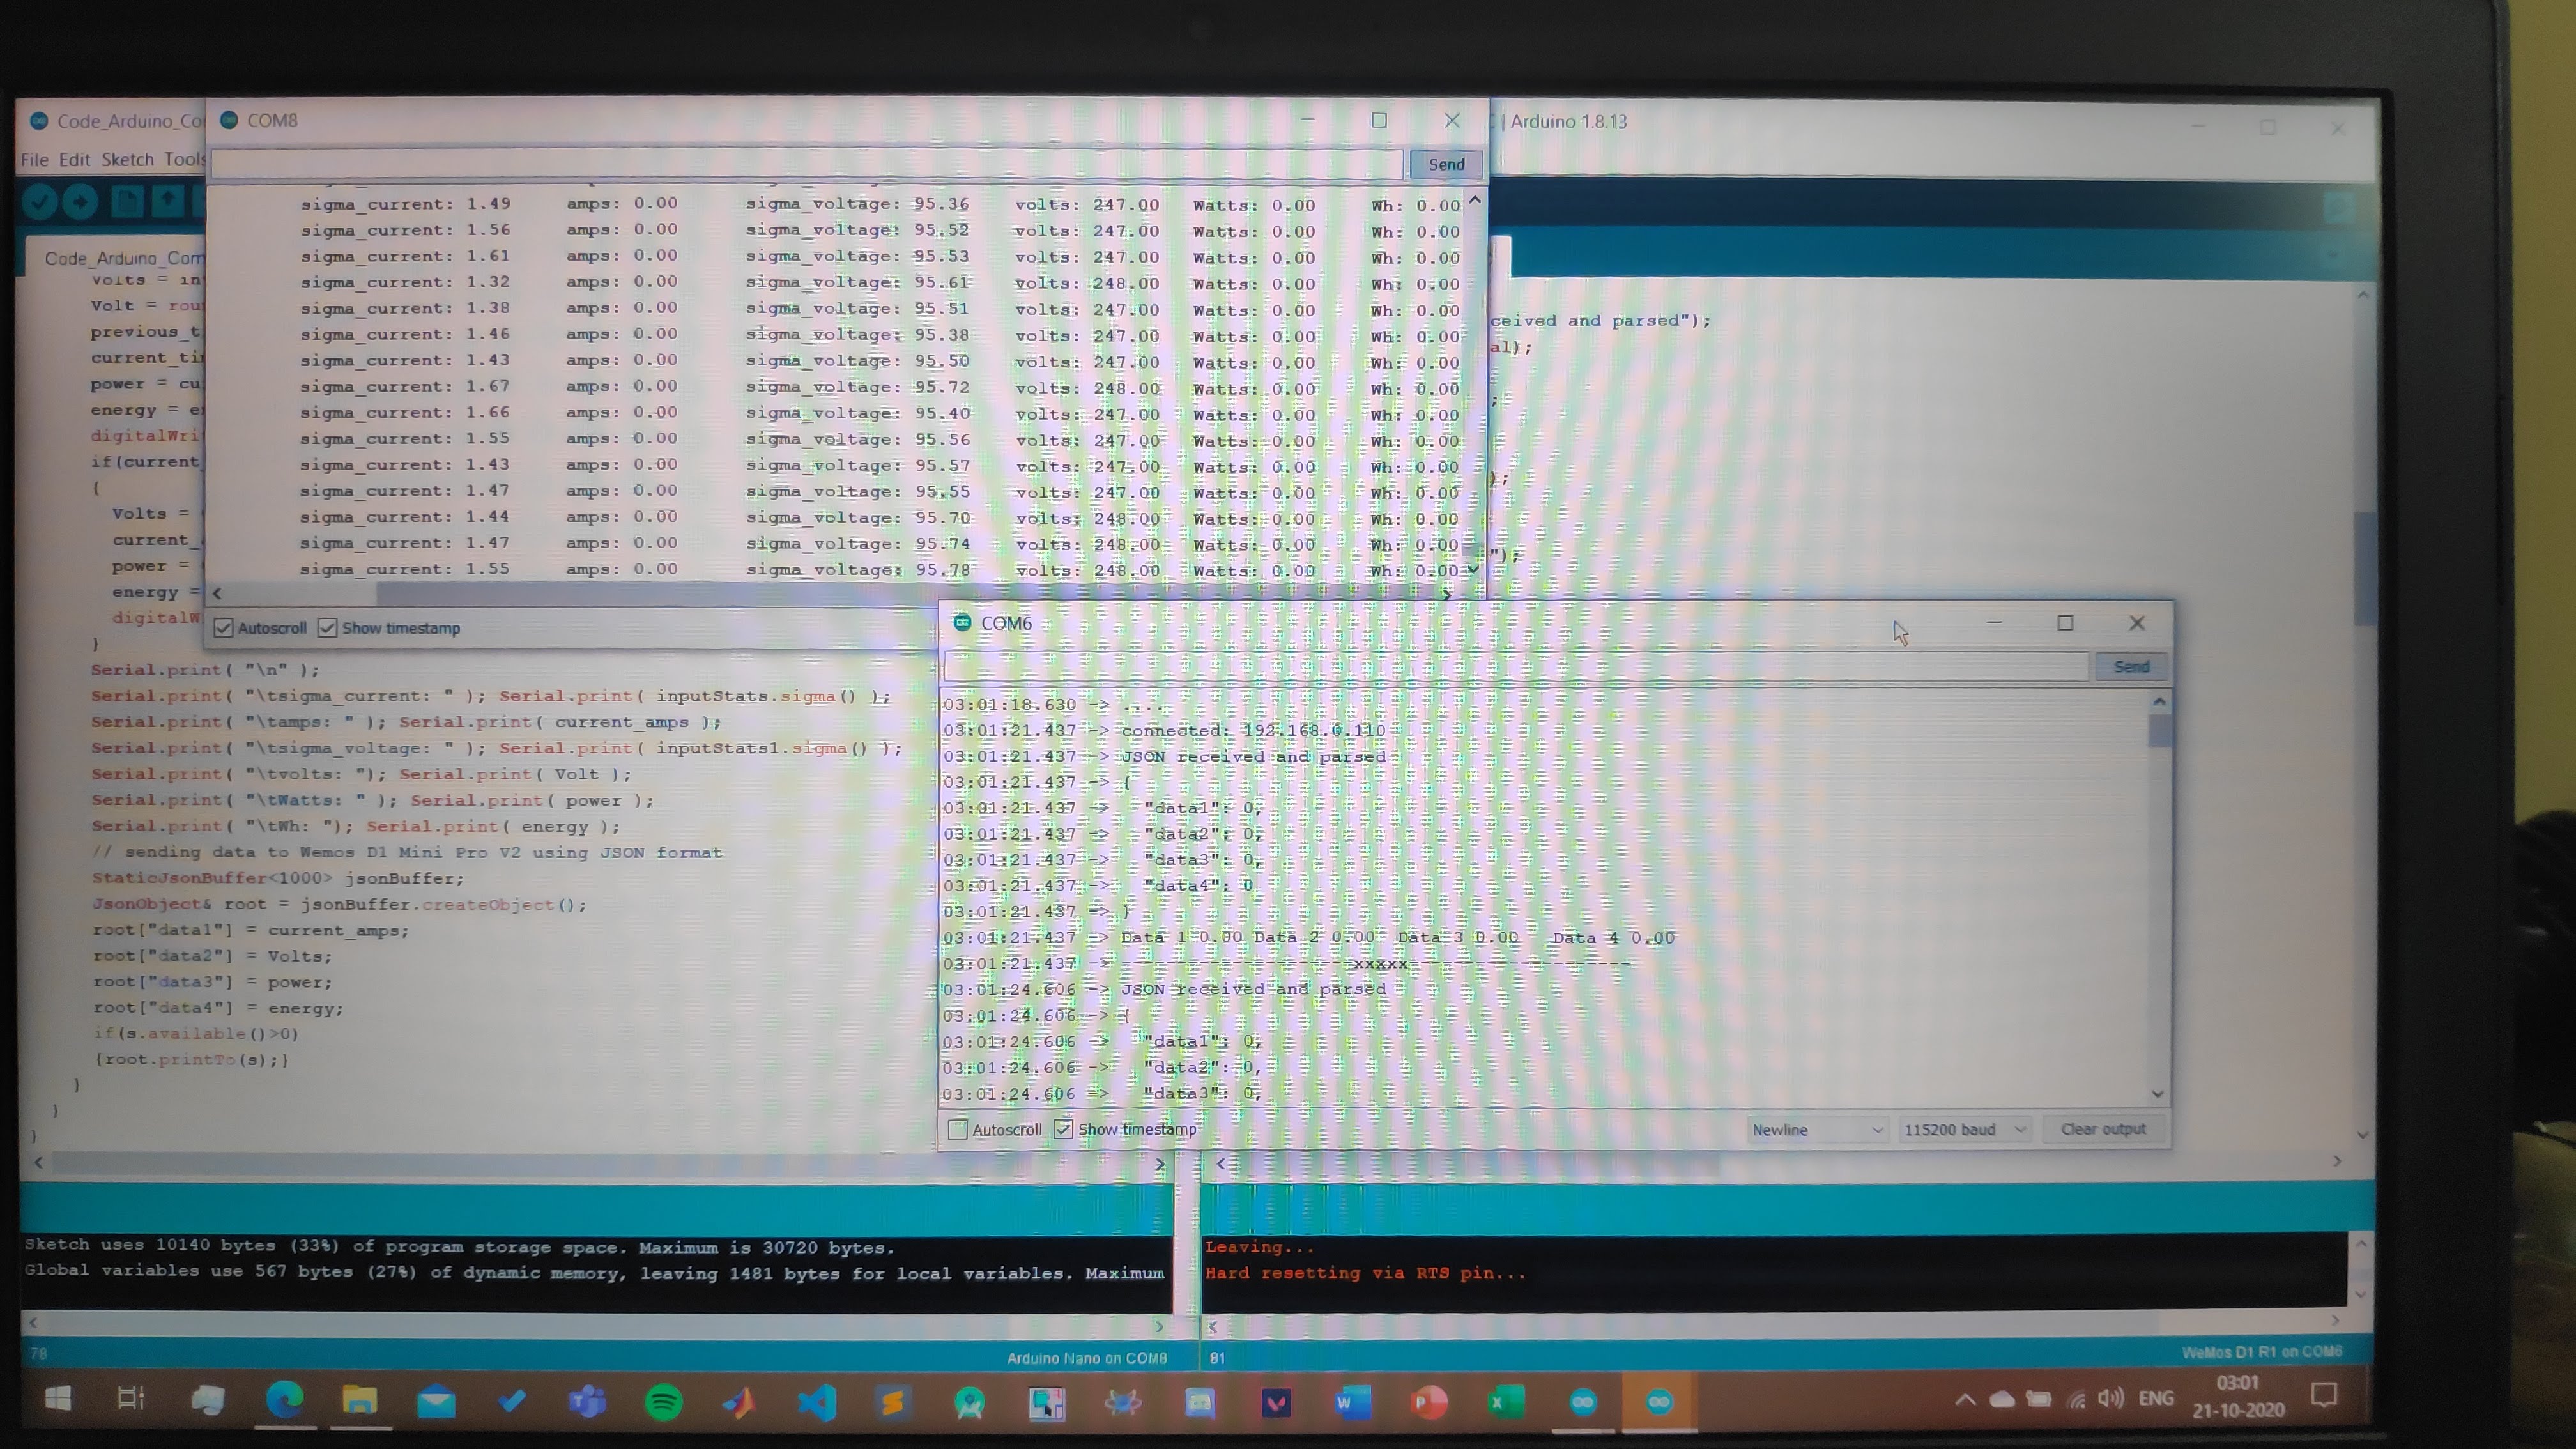 Code_Arduino_Co
COM8
| Arduino 1.8.13
File Edit Sketch Tools
Send
sigma_current: 1.49 amps: 0.00 sigma_voltage: 95.36 volts: 247.00 Watts: 0.00 Wh: 0.00
sigma_current: 1.56 amps: 0.00 sigma_voltage: 95.52 volts: 247.00 Watts: 0.00 Wh: 0.00
sigma_current: 1.61 amps: 0.00 sigma_voltage: 95.53 volts: 247.00 Watts: 0.00 Wh: 0.00
sigma_current: 1.32 amps: 0.00 sigma_voltage: 95.61 volts: 248.00 Watts: 0.00 Wh: 0.00
sigma_current: 1.38 amps: 0.00 sigma_voltage: 95.51 volts: 247.00 Watts: 0.00 Wh: 0.00
sigma_current: 1.46 amps: 0.00 sigma_voltage: 95.38 volts: 247.00 Watts: 0.00 Wh: 0.00
sigma_current: 1.43 amps: 0.00 sigma_voltage: 95.50 volts: 247.00 Watts: 0.00 Wh: 0.00
sigma_current: 1.67 amps: 0.00 sigma_voltage: 95.72 volts: 248.00 Watts: 0.00 Wh: 0.00
sigma_current: 1.66 amps: 0.00 sigma_voltage: 95.40 volts: 247.00 Watts: 0.00 Wh: 0.00
sigma_current: 1.55 amps: 0.00 sigma_voltage: 95.56 volts: 247.00 Watts: 0.00 Wh: 0.00
sigma_current: 1.43 amps: 0.00 sigma_voltage: 95.57 volts: 247.00 Watts: 0.00 Wh: 0.00
sigma_current: 1.47 amps: 0.00 sigma_voltage: 95.55 volts: 247.00 Watts: 0.00 Wh: 0.00
sigma_current: 1.44 amps: 0.00 sigma_voltage: 95.70 volts: 248.00 Watts: 0.00 Wh: 0.00
sigma_current: 1.47 amps: 0.00 sigma_voltage: 95.74 volts: 248.00 Watts: 0.00 Wh: 0.00
sigma_current: 1.55 amps: 0.00 sigma_voltage: 95.78 volts: 248.00 Watts: 0.00 Wh: 0.00
Autoscroll Show timestamp
Code_Arduino_Com
Volts = in
Volt = rou
previous_t
current_ti
power = cu
energy = e
digitalWri
if(current
{
Volts =
current_
power =
energy =
digitalW
}
Serial.print( "\n" );
Serial.print( "\tsigma_current: " ); Serial.print( inputStats.sigma() );
Serial.print( "\tamps: " ); Serial.print( current_amps );
Serial.print( "\tsigma_voltage: " ); Serial.print( inputStats1.sigma() );
Serial.print( "\tvolts: "); Serial.print( Volt );
Serial.print( "\tWatts: " ); Serial.print( power );
Serial.print( "\tWh: "); Serial.print( energy );
// sending data to Wemos D1 Mini Pro V2 using JSON format
StaticJsonBuffer<1000> jsonBuffer;
JsonObject& root = jsonBuffer.createObject();
root["data1"] = current_amps;
root["data2"] = Volts;
root["data3"] = power;
root["data4"] = energy;
if(s.available()>0)
{root.printTo(s);}
}
}
}
ceived and parsed");
al);
;
);
");
COM6
Send
03:01:18.630 -> ....
03:01:21.437 -> connected: 192.168.0.110
03:01:21.437 -> JSON received and parsed
03:01:21.437 -> {
03:01:21.437 -> "data1": 0,
03:01:21.437 -> "data2": 0,
03:01:21.437 -> "data3": 0,
03:01:21.437 -> "data4": 0
03:01:21.437 -> }
03:01:21.437 -> Data 1 0.00 Data 2 0.00 Data 3 0.00 Data 4 0.00
03:01:21.437 -> ---------------------xxxxx--------------------
03:01:24.606 -> JSON received and parsed
03:01:24.606 -> {
03:01:24.606 -> "data1": 0,
03:01:24.606 -> "data2": 0,
03:01:24.606 -> "data3": 0,
Autoscroll Show timestamp Newline 115200 baud Clear output
Sketch uses 10140 bytes (33%) of program storage space. Maximum is 30720 bytes.
Global variables use 567 bytes (27%) of dynamic memory, leaving 1481 bytes for local variables. Maximum
Leaving...
Hard resetting via RTS pin...
78 Arduino Nano on COM8
81 WeMos D1 R1 on COM6
ENG
03:01
21-10-2020